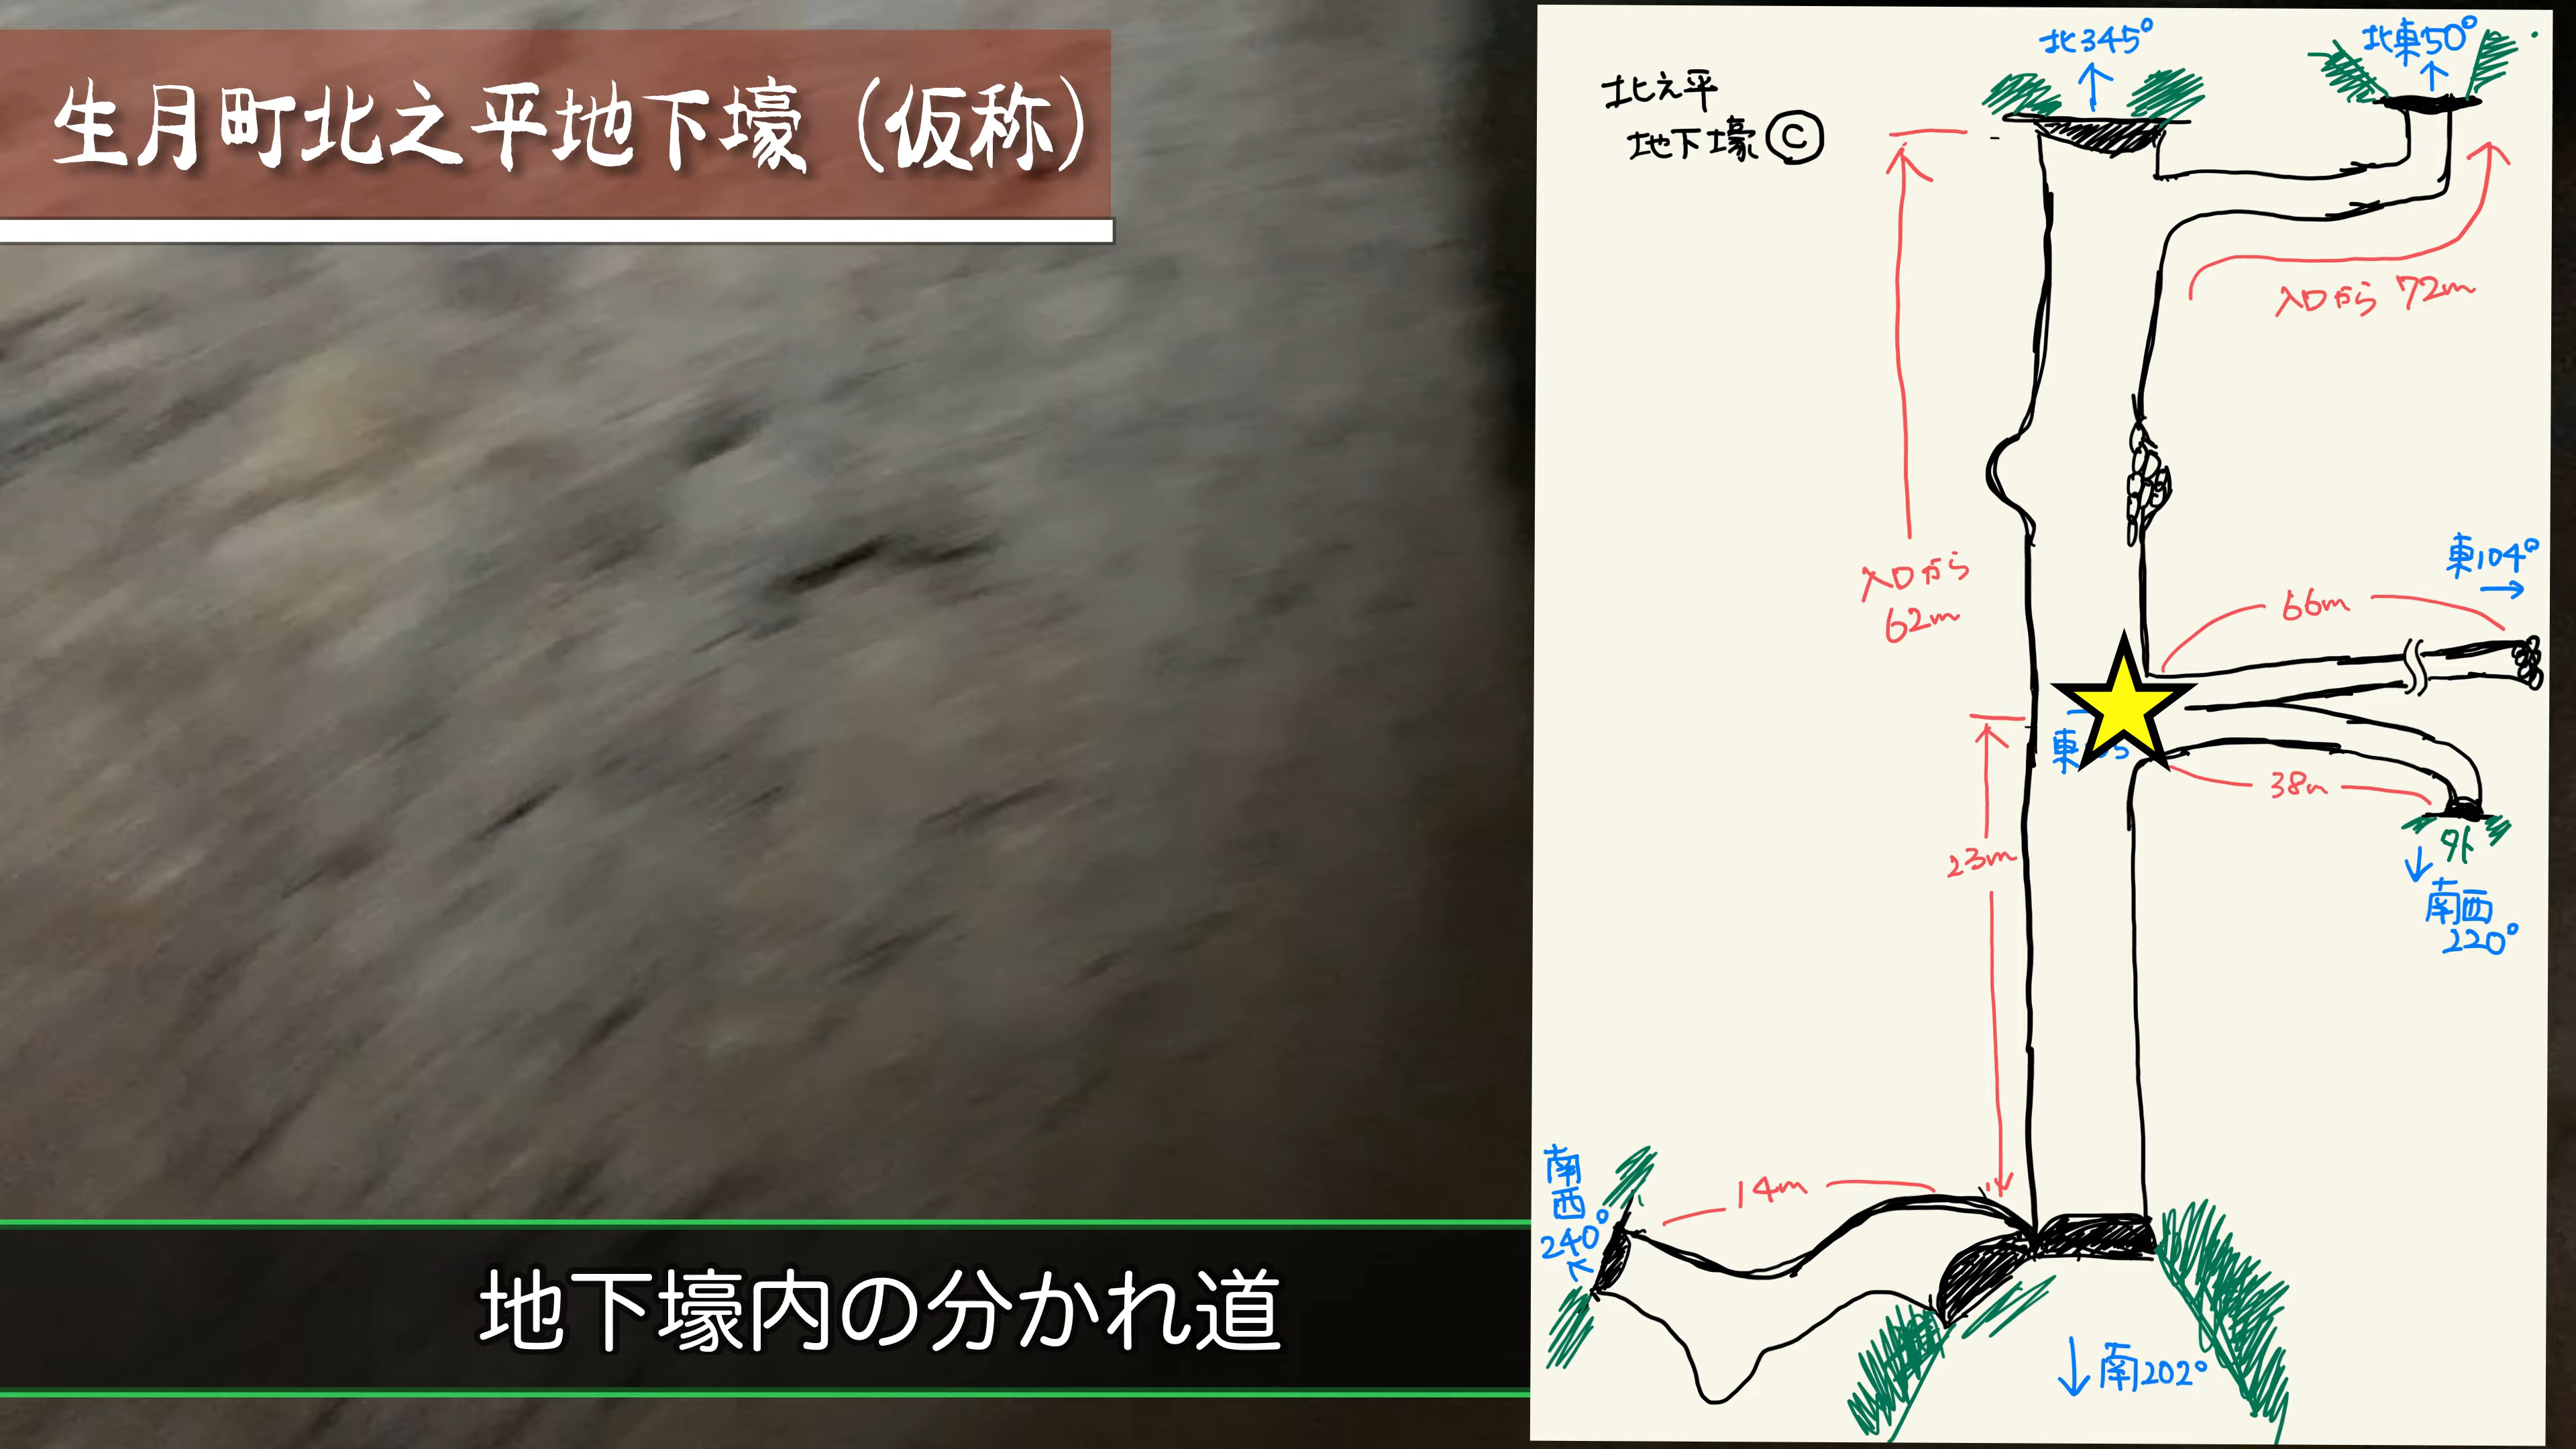 生月町北之平地下壕（仮称）
地下壕内の分かれ道
北之平
地下壕Ⓒ
北345°
北東50°
入口から 72m
入口から
62m
東104°
66m
東
38m
外
南西
220°
23m
14m
南西
240°
南202°